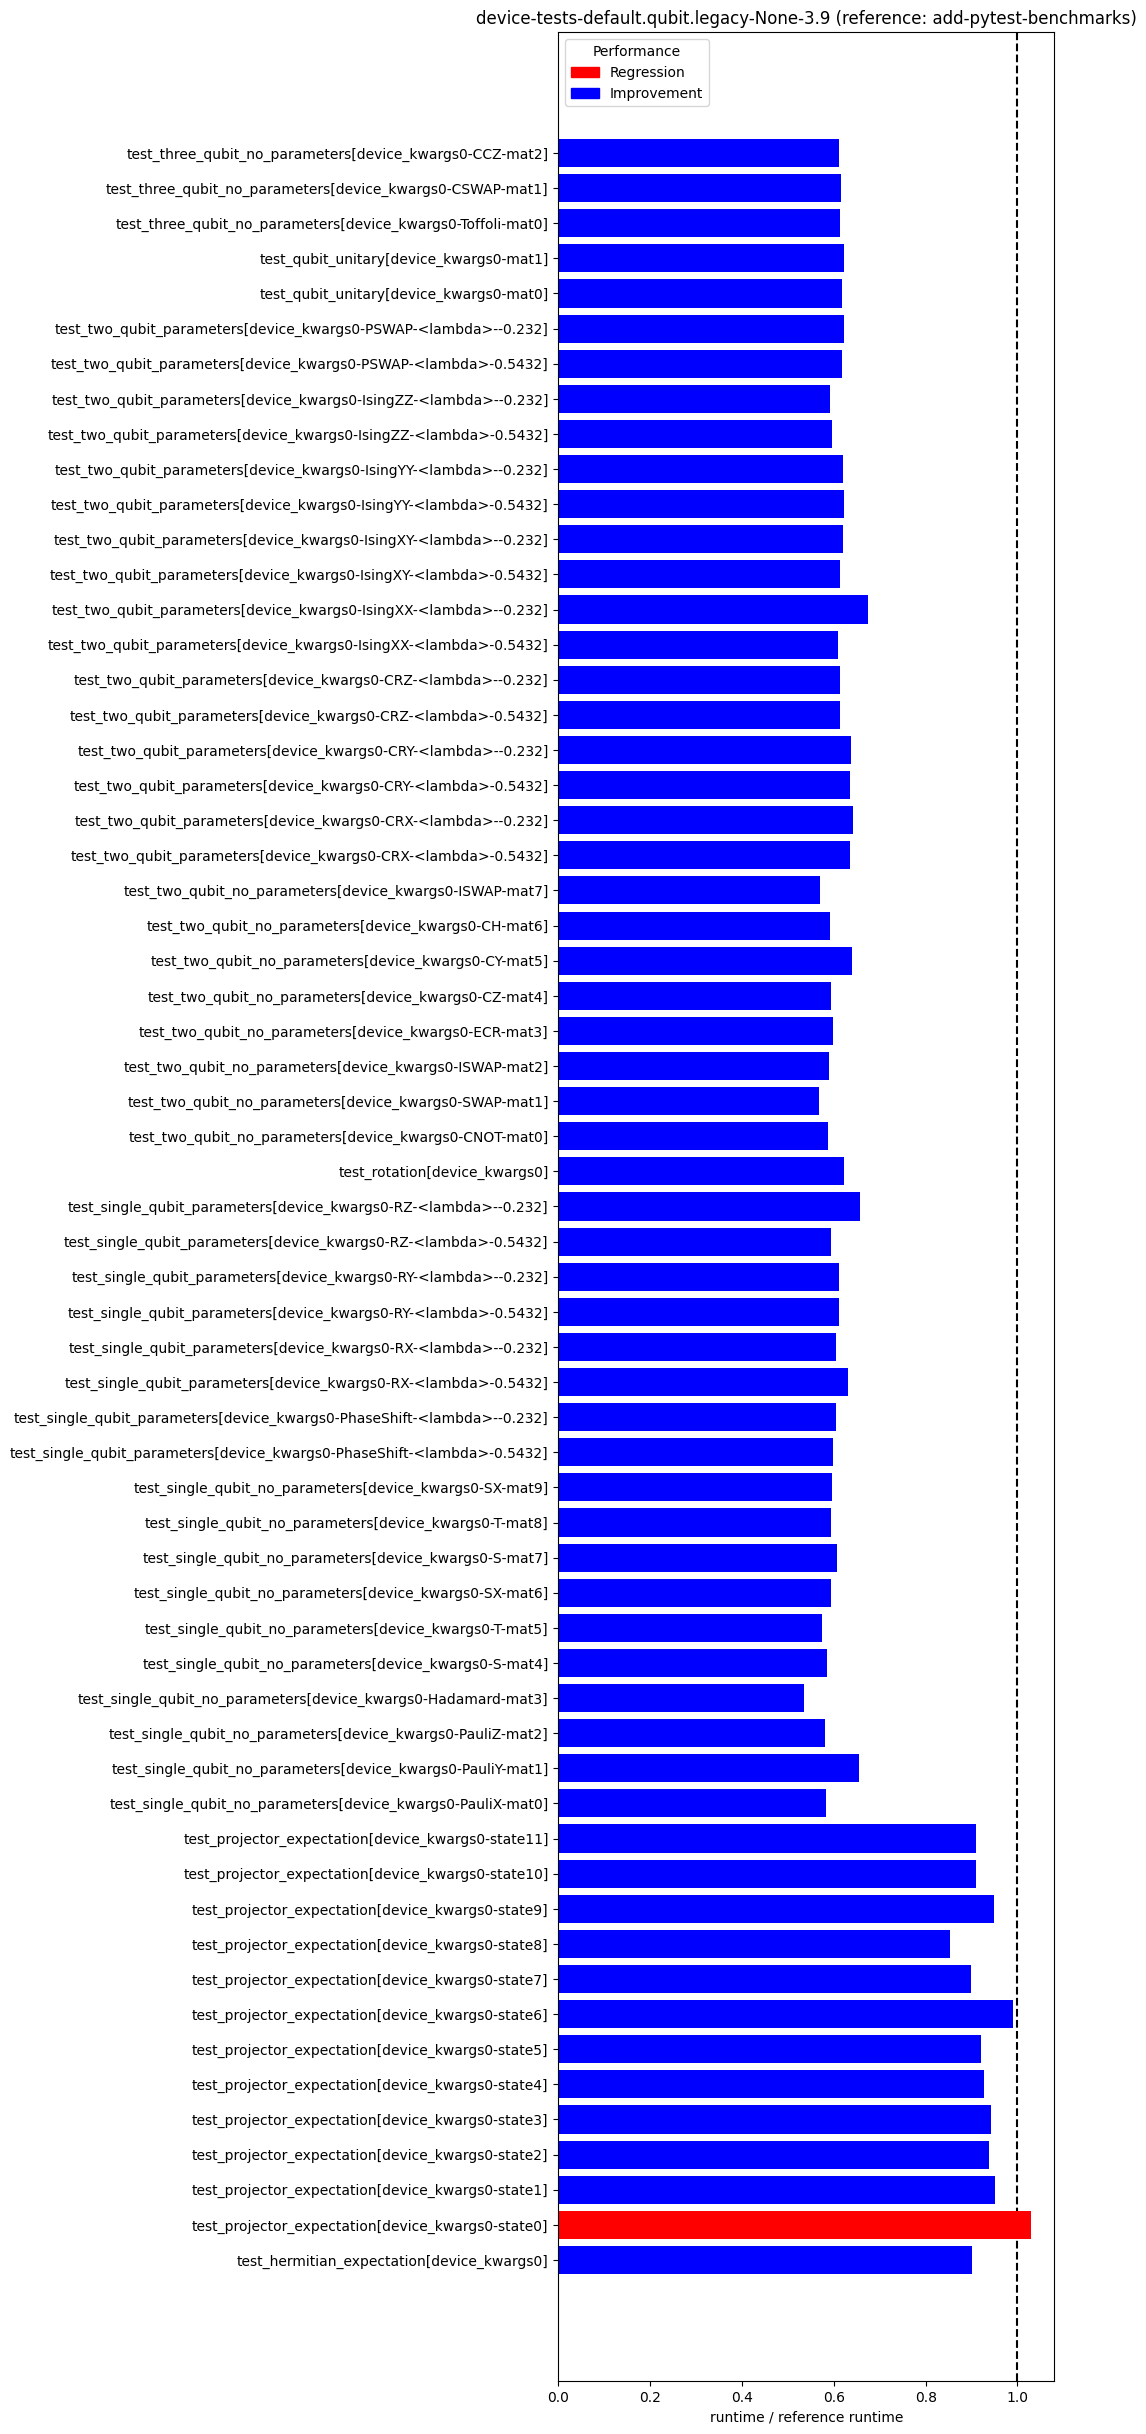 device-tests-default.qubit.legacy-None-3.9 (reference: add-pytest-benchmarks)
Performance
Regression
Improvement
test_three_qubit_no_parameters[device_kwargs0-CCZ-mat2]
test_three_qubit_no_parameters[device_kwargs0-CSWAP-mat1]
test_three_qubit_no_parameters[device_kwargs0-Toffoli-mat0]
test_qubit_unitary[device_kwargs0-mat1]
test_qubit_unitary[device_kwargs0-mat0]
test_two_qubit_parameters[device_kwargs0-PSWAP-<lambda>--0.232]
test_two_qubit_parameters[device_kwargs0-PSWAP-<lambda>-0.5432]
test_two_qubit_parameters[device_kwargs0-IsingZZ-<lambda>--0.232]
test_two_qubit_parameters[device_kwargs0-IsingZZ-<lambda>-0.5432]
test_two_qubit_parameters[device_kwargs0-IsingYY-<lambda>--0.232]
test_two_qubit_parameters[device_kwargs0-IsingYY-<lambda>-0.5432]
test_two_qubit_parameters[device_kwargs0-IsingXY-<lambda>--0.232]
test_two_qubit_parameters[device_kwargs0-IsingXY-<lambda>-0.5432]
test_two_qubit_parameters[device_kwargs0-IsingXX-<lambda>--0.232]
test_two_qubit_parameters[device_kwargs0-IsingXX-<lambda>-0.5432]
test_two_qubit_parameters[device_kwargs0-CRZ-<lambda>--0.232]
test_two_qubit_parameters[device_kwargs0-CRZ-<lambda>-0.5432]
test_two_qubit_parameters[device_kwargs0-CRY-<lambda>--0.232]
test_two_qubit_parameters[device_kwargs0-CRY-<lambda>-0.5432]
test_two_qubit_parameters[device_kwargs0-CRX-<lambda>--0.232]
test_two_qubit_parameters[device_kwargs0-CRX-<lambda>-0.5432]
test_two_qubit_no_parameters[device_kwargs0-ISWAP-mat7]
test_two_qubit_no_parameters[device_kwargs0-CH-mat6]
test_two_qubit_no_parameters[device_kwargs0-CY-mat5]
test_two_qubit_no_parameters[device_kwargs0-CZ-mat4]
test_two_qubit_no_parameters[device_kwargs0-ECR-mat3]
test_two_qubit_no_parameters[device_kwargs0-ISWAP-mat2]
test_two_qubit_no_parameters[device_kwargs0-SWAP-mat1]
test_two_qubit_no_parameters[device_kwargs0-CNOT-mat0]
test_rotation[device_kwargs0]
test_single_qubit_parameters[device_kwargs0-RZ-<lambda>--0.232]
test_single_qubit_parameters[device_kwargs0-RZ-<lambda>-0.5432]
test_single_qubit_parameters[device_kwargs0-RY-<lambda>--0.232]
test_single_qubit_parameters[device_kwargs0-RY-<lambda>-0.5432]
test_single_qubit_parameters[device_kwargs0-RX-<lambda>--0.232]
test_single_qubit_parameters[device_kwargs0-RX-<lambda>-0.5432]
test_single_qubit_parameters[device_kwargs0-PhaseShift-<lambda>--0.232]
test_single_qubit_parameters[device_kwargs0-PhaseShift-<lambda>-0.5432]
test_single_qubit_no_parameters[device_kwargs0-SX-mat9]
test_single_qubit_no_parameters[device_kwargs0-T-mat8]
test_single_qubit_no_parameters[device_kwargs0-S-mat7]
test_single_qubit_no_parameters[device_kwargs0-SX-mat6]
test_single_qubit_no_parameters[device_kwargs0-T-mat5]
test_single_qubit_no_parameters[device_kwargs0-S-mat4]
test_single_qubit_no_parameters[device_kwargs0-Hadamard-mat3]
test_single_qubit_no_parameters[device_kwargs0-PauliZ-mat2]
test_single_qubit_no_parameters[device_kwargs0-PauliY-mat1]
test_single_qubit_no_parameters[device_kwargs0-PauliX-mat0]
test_projector_expectation[device_kwargs0-state11]
test_projector_expectation[device_kwargs0-state10]
test_projector_expectation[device_kwargs0-state9]
test_projector_expectation[device_kwargs0-state8]
test_projector_expectation[device_kwargs0-state7]
test_projector_expectation[device_kwargs0-state6]
test_projector_expectation[device_kwargs0-state5]
test_projector_expectation[device_kwargs0-state4]
test_projector_expectation[device_kwargs0-state3]
test_projector_expectation[device_kwargs0-state2]
test_projector_expectation[device_kwargs0-state1]
test_projector_expectation[device_kwargs0-state0]
test_hermitian_expectation[device_kwargs0]
0.0 0.2 0.4 0.6 0.8 1.0
runtime / reference runtime